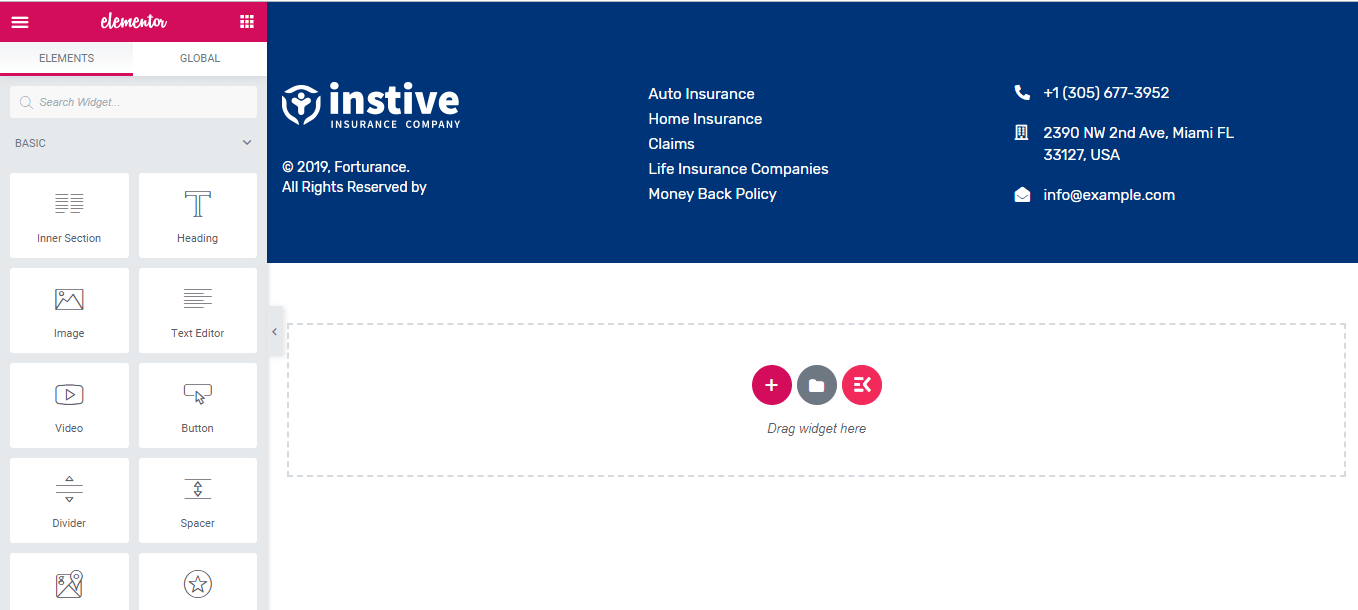 elementor
ELEMENTS
GLOBAL
Search Widget...
BASIC
Inner Section
Heading
Image
Text Editor
Video
Button
Divider
Spacer
instive
INSURANCE COMPANY
© 2019, Forturance.
All Rights Reserved by
Auto Insurance
Home Insurance
Claims
Life Insurance Companies
Money Back Policy
+1 (305) 677-3952
2390 NW 2nd Ave, Miami FL
33127, USA
info@example.com
Drag widget here